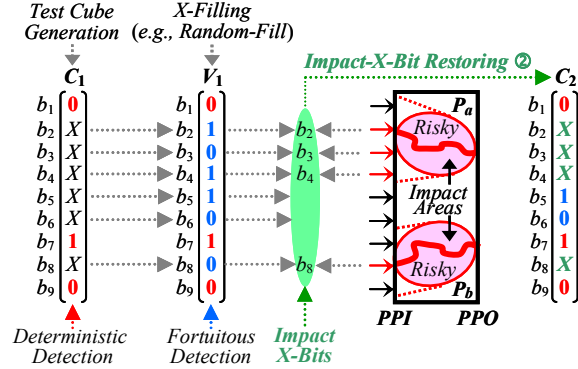 Test Cube Generation
X-Filling (e.g., Random-Fill)
Impact-X-Bit Restoring ②
C1 V1 C2
b1 0 b1 0 b1 0
b2 X b2 1 b2 b2 X
b3 X b3 0 b3 b3 X
b4 X b4 1 b4 b4 X
b5 X b5 1 b5 1
b6 X b6 0 b6 0
b7 1 b7 1 b7 1
b8 X b8 0 b8 b8 X
b9 0 b9 0 b9 0
Pa
Risky
Impact
Areas
Risky
Pb
PPI PPO
Deterministic
Detection
Fortuitous
Detection
Impact
X-Bits